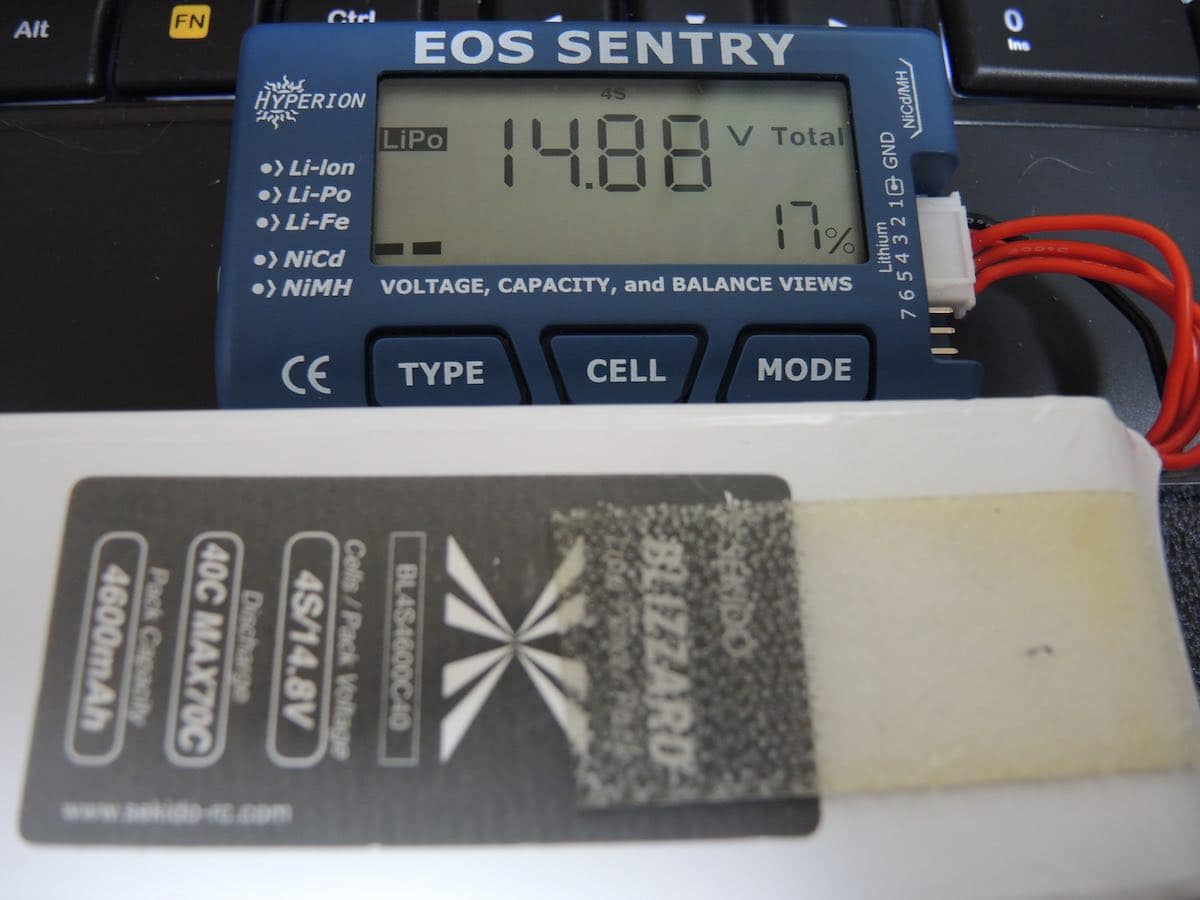 Alt
FN
Ctrl
0
Ins
EOS SENTRY
HYPERION
Li-Ion
Li-Po
Li-Fe
NiCd
NiMH
4S
LiPo
14.88 V Total
17%
VOLTAGE, CAPACITY, and BALANCE VIEWS
NiCd/MH
Lithium
7 6 5 4 3 2 1 GND
CE
TYPE
CELL
MODE
SEKIDO
BLIZZARD
BL4S4600C40
Cells / Pack Voltage
4S/14.8V
Discharge
40C MAX70C
Pack Capacity
4600mAh
www.sekido-rc.com